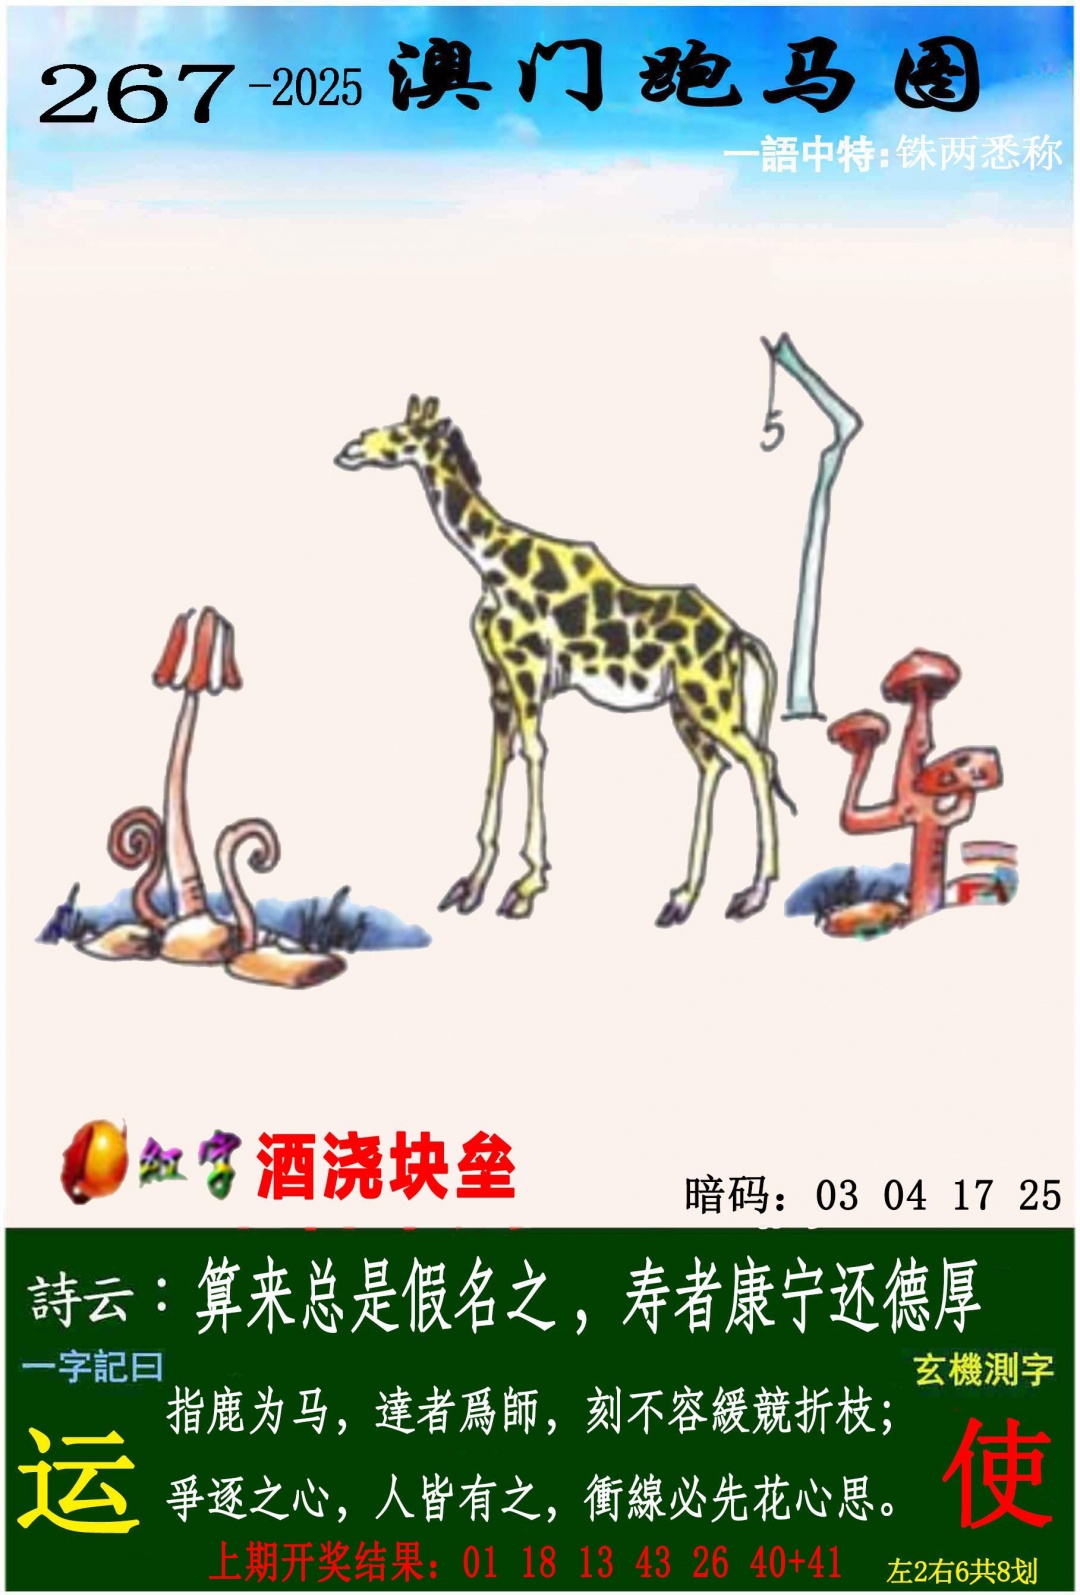 267-2025 澳门跑马图
一語中特:铢两悉称
5
紅字 酒浇块垒
暗码：03 04 17 25
詩云：算来总是假名之，寿者康宁还德厚
一字記曰
玄機測字
指鹿为马，達者爲師，刻不容緩競折枝；
运
使
爭逐之心，人皆有之，衝線必先花心思。
上期开奖结果：01 18 13 43 26 40+41
左2右6共8划